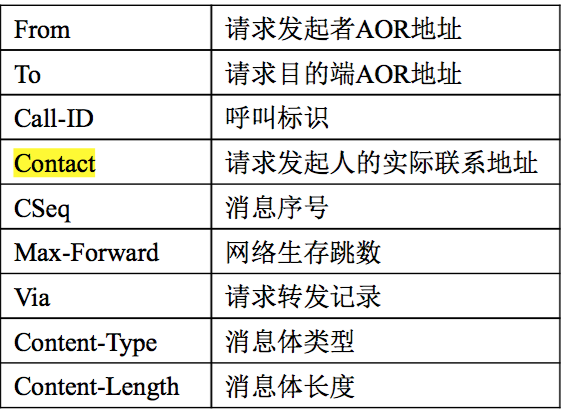 From 请求发起者AOR地址
To 请求目的端AOR地址
Call-ID 呼叫标识
Contact 请求发起人的实际联系地址
CSeq 消息序号
Max-Forward 网络生存跳数
Via 请求转发记录
Content-Type 消息体类型
Content-Length 消息体长度